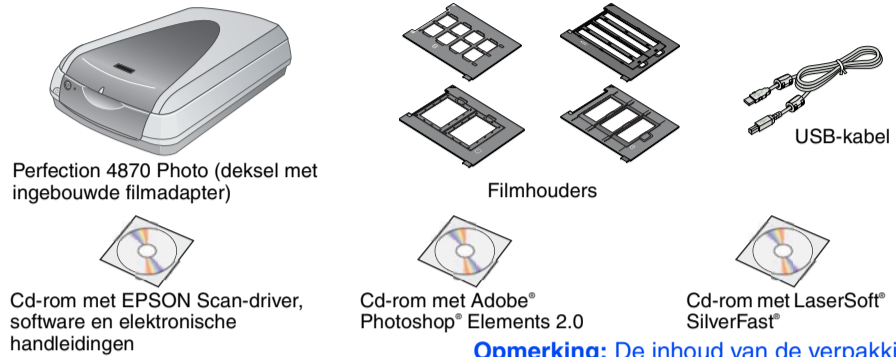 Perfection 4870 Photo (deksel met
ingebouwde filmadapter)
Filmhouders
USB-kabel
Cd-rom met EPSON Scan-driver,
software en elektronische
handleidingen
Cd-rom met Adobe®
Photoshop® Elements 2.0
Cd-rom met LaserSoft®
SilverFast®
Opmerking: De inhoud van de